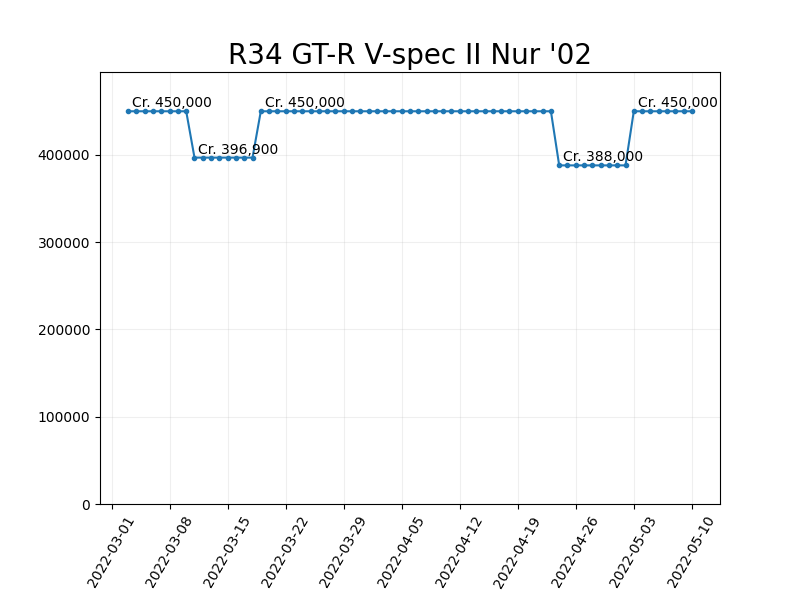 R34 GT-R V-spec II Nur '02
Cr. 450,000
Cr. 450,000
Cr. 450,000
Cr. 396,900
Cr. 388,000
400000
300000
200000
100000
0
2022-03-01
2022-03-08
2022-03-15
2022-03-22
2022-03-29
2022-04-05
2022-04-12
2022-04-19
2022-04-26
2022-05-03
2022-05-10